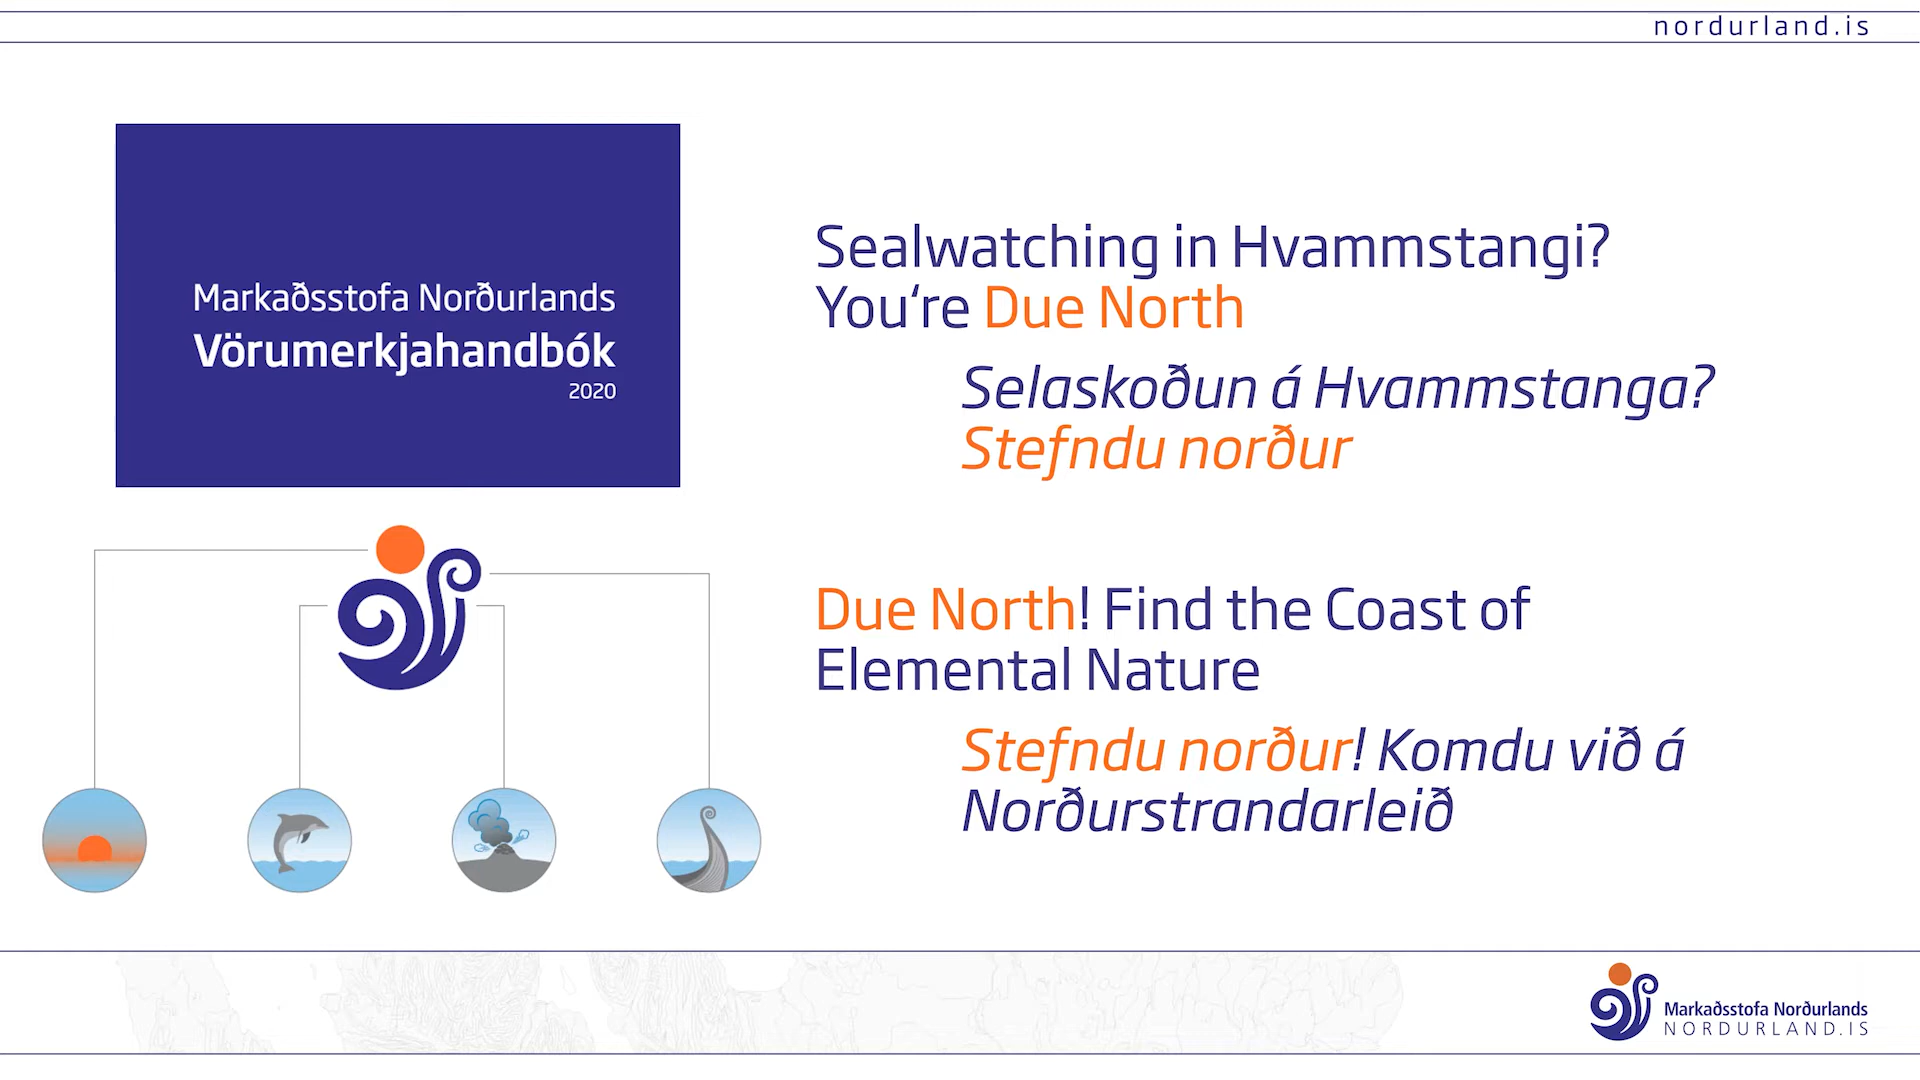 nordurland.is
Markaðsstofa Norðurlands
Vörumerkjahandbók
2020
Sealwatching in Hvammstangi?
You‘re Due North
Selaskoðun á Hvammstanga?
Stefndu norður
Due North! Find the Coast of
Elemental Nature
Stefndu norður! Komdu við á
Norðurstrandarleið
Markaðsstofa Norðurlands
NORDURLAND.IS